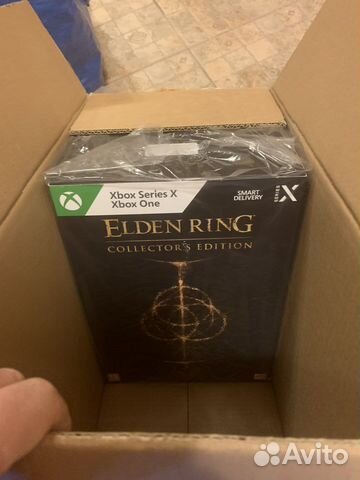 Xbox Series X
Xbox One
SMART
DELIVERY
SERIES X
ELDEN RING
COLLECTOR'S EDITION
Avito